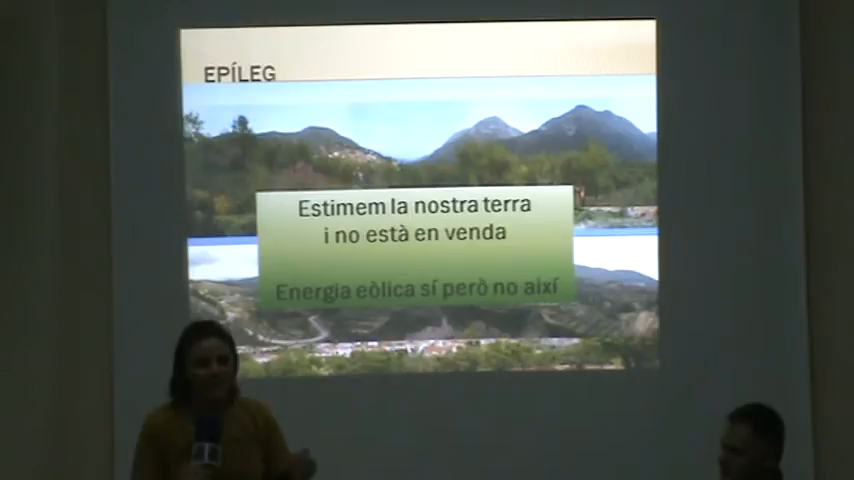 EPÍLEG
Estimem la nostra terra
i no està en venda
Energia eòlica sí però no així